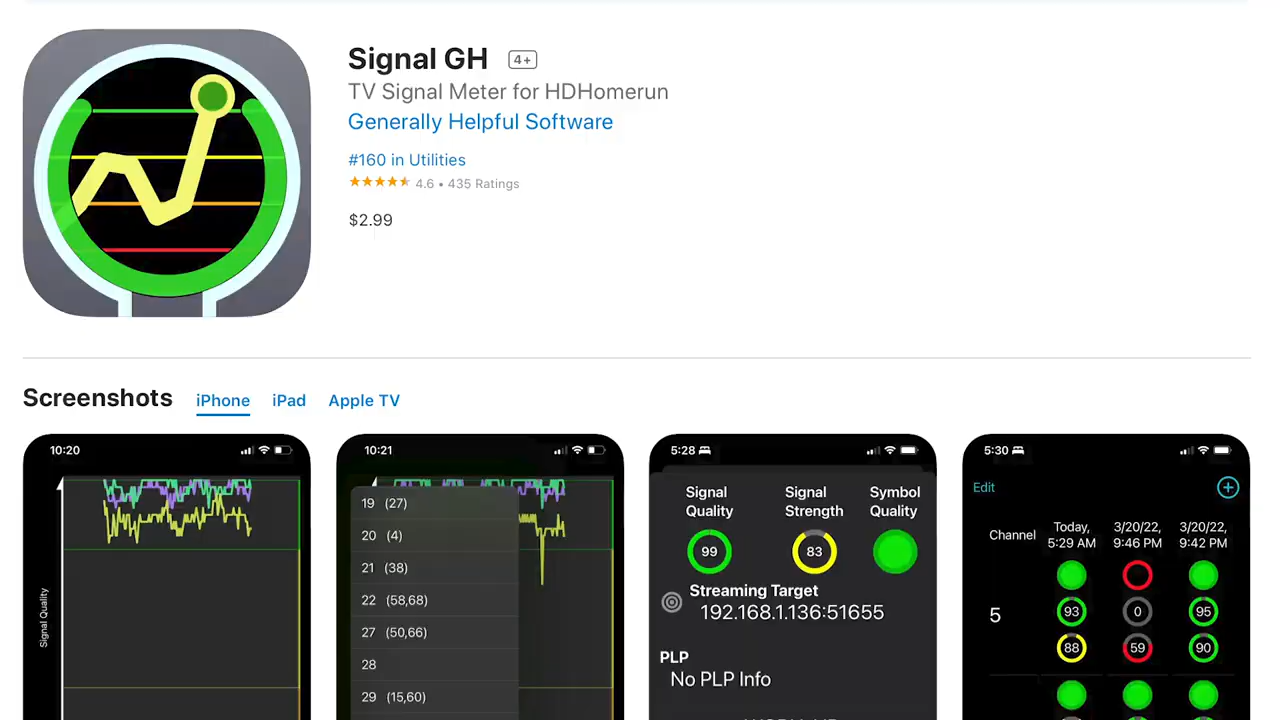 Signal GH 4+
TV Signal Meter for HDHomerun
Generally Helpful Software
#160 in Utilities
4.6 • 435 Ratings
$2.99
Screenshots iPhone iPad Apple TV
10:20
Signal Quality
10:21
19 (27)
20 (4)
21 (38)
22 (58,68)
27 (50,66)
28
29 (15,60)
5:28
Signal Quality
Signal Strength
Symbol Quality
99
83
Streaming Target
192.168.1.136:51655
PLP
No PLP Info
5:30
Edit
Channel
Today, 5:29 AM
3/20/22, 9:46 PM
3/20/22, 9:42 PM
5
93 0 95
88 59 90